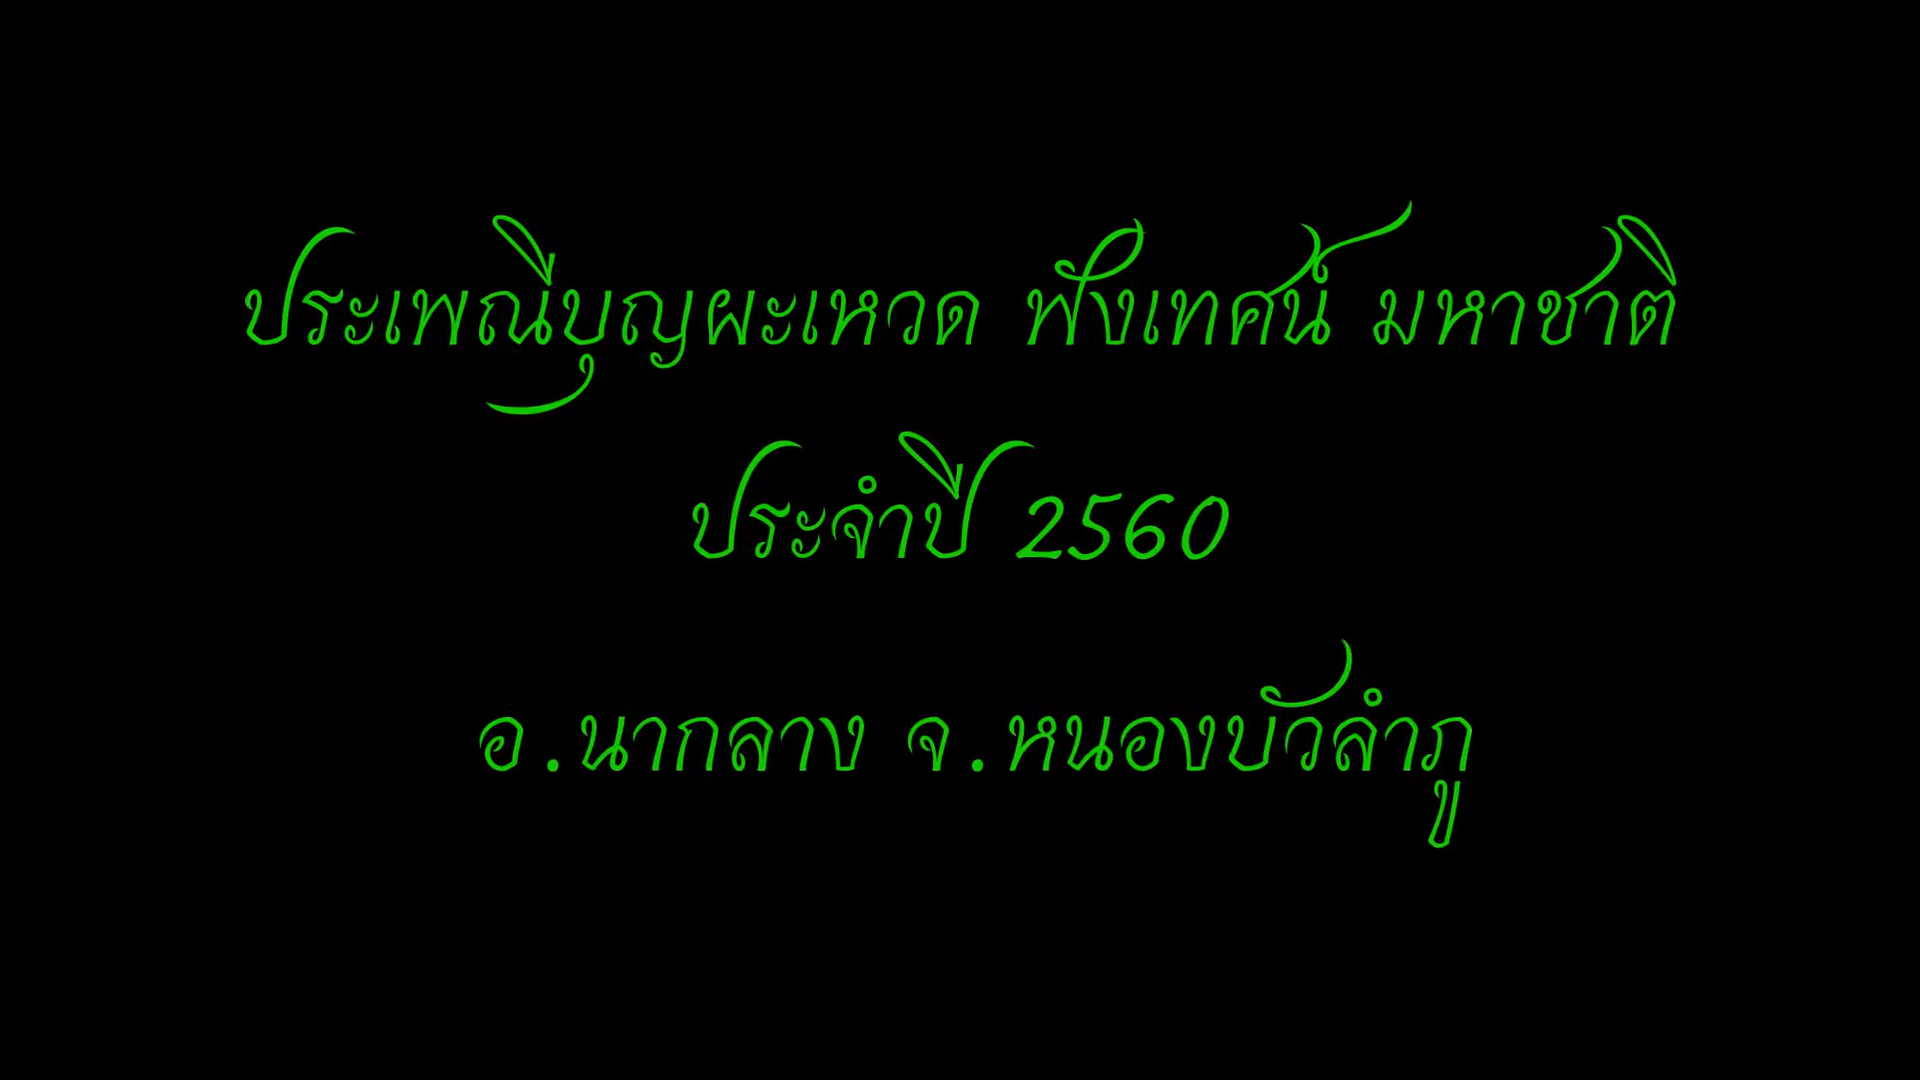 ประเพณีบุญผะเหวด ฟังเทศน์ มหาชาติ
ประจำปี 2560
อ.นากลาง จ.หนองบัวลำภู